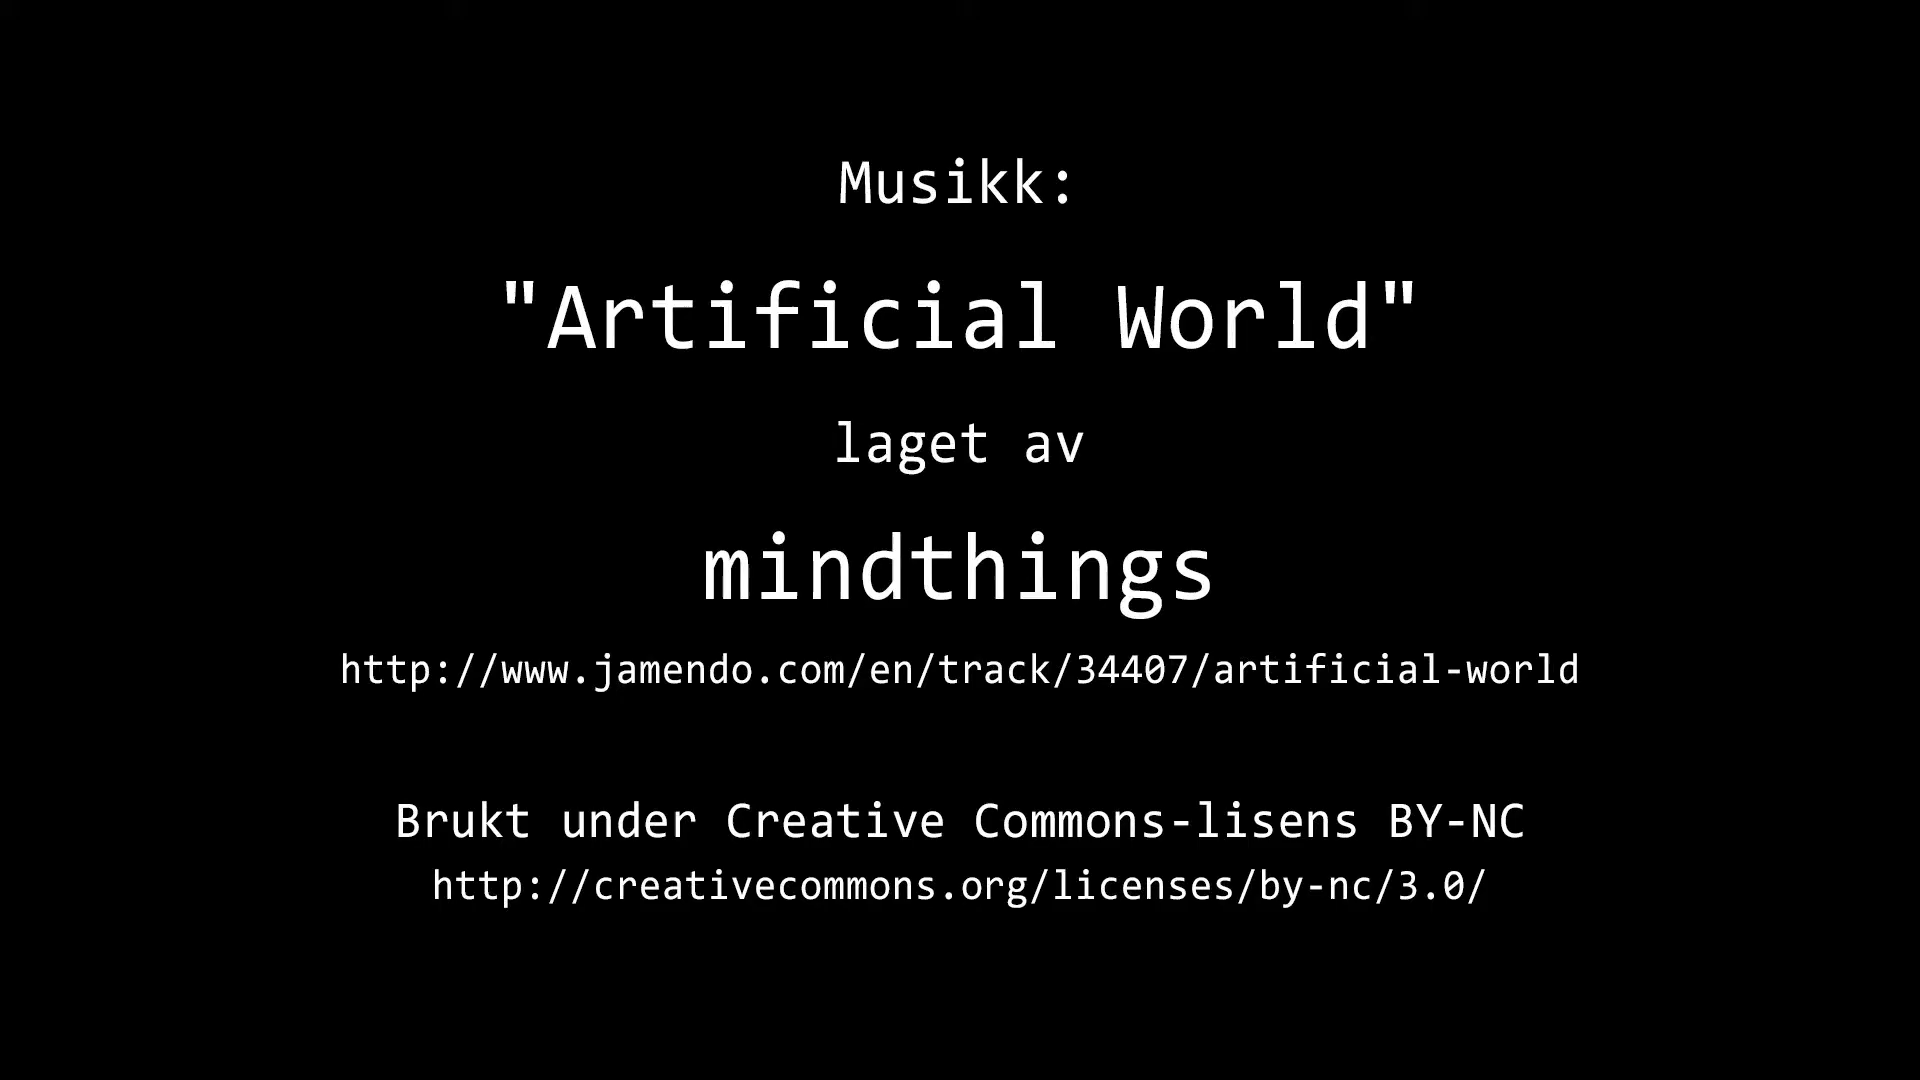 Musikk:
"Artificial World"
laget av
mindthings
http://www.jamendo.com/en/track/34407/artificial-world
Brukt under Creative Commons-lisens BY-NC
http://creativecommons.org/licenses/by-nc/3.0/